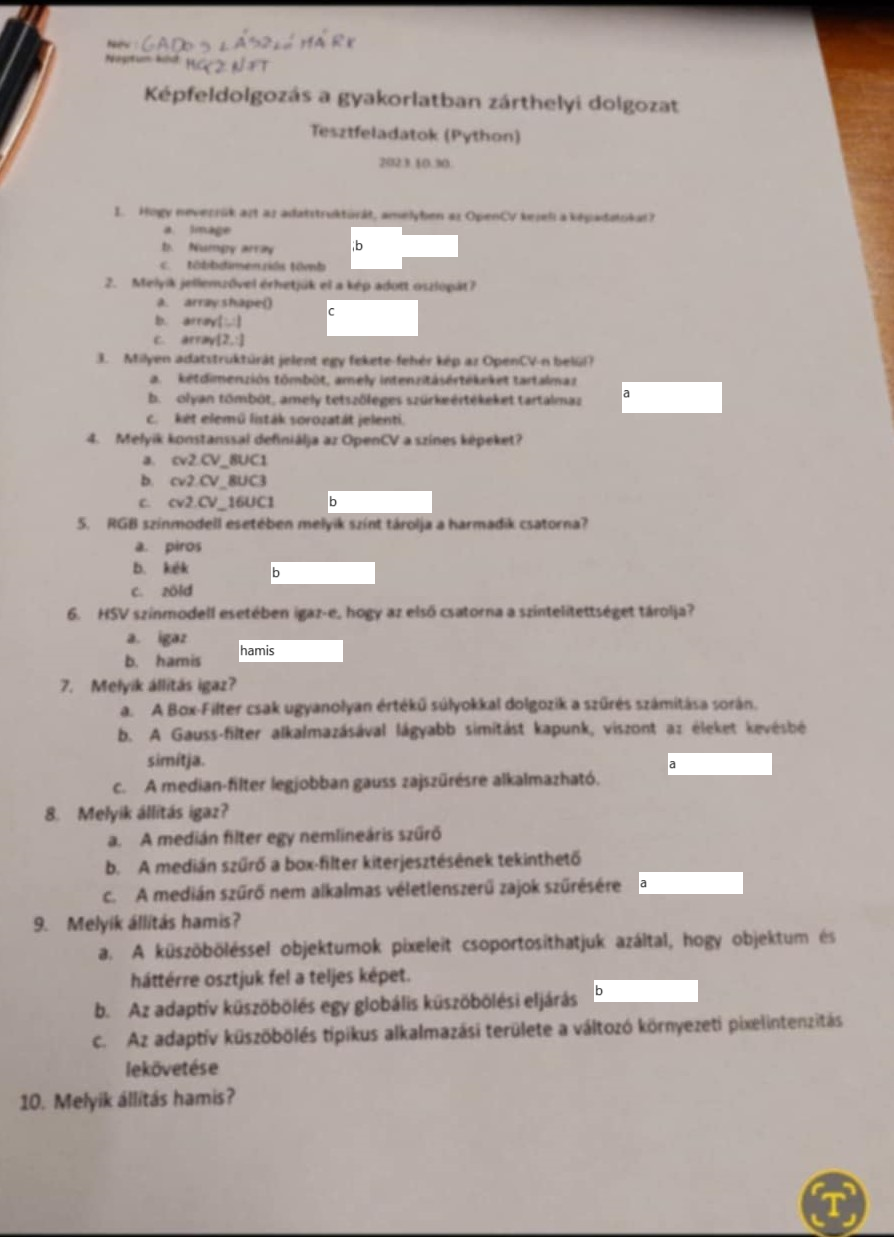 Név: GADOS LÁSZLÓ MÁRK
Neptun kód:
Képfeldolgozás a gyakorlatban zárthelyi dolgozat
Tesztfeladatok (Python)
2023.10.30.
1. Hogy nevezzük azt az adatstruktúrát, amelyben az OpenCV kezeli a képadatokat?
a. Image
b. Numpy array
c. többdimenziós tömb
b
2. Melyik jellemzővel érhetjük el a kép adott oszlopát?
a. array.shape()
b. array[:,:]
c. array[2,:]
c
3. Milyen adatstruktúrát jelent egy fekete-fehér kép az OpenCV-n belül?
a. kétdimenziós tömböt, amely intenzitásértékeket tartalmaz
b. olyan tömböt, amely tetszőleges szürkeértékeket tartalmaz
c. két elemű listák sorozatát jelenti.
a
4. Melyik konstanssal definiálja az OpenCV a színes képeket?
a. cv2.CV_8UC1
b. cv2.CV_8UC3
c. cv2.CV_16UC1
b
5. RGB színmodell esetében melyik színt tárolja a harmadik csatorna?
a. piros
b. kék
c. zöld
b
6. HSV színmodell esetében igaz-e, hogy az első csatorna a színtelítettséget tárolja?
a. igaz
b. hamis
hamis
7. Melyik állítás igaz?
a. A Box-Filter csak ugyanolyan értékű súlyokkal dolgozik a szűrés számítása során.
b. A Gauss-filter alkalmazásával lágyabb simítást kapunk, viszont az éleket kevésbé
simítja.
c. A median-filter legjobban gauss zajszűrésre alkalmazható.
a
8. Melyik állítás igaz?
a. A medián filter egy nemlineáris szűrő
b. A medián szűrő a box-filter kiterjesztésének tekinthető
c. A medián szűrő nem alkalmas véletlenszerű zajok szűrésére
a
9. Melyik állítás hamis?
a. A küszöböléssel objektumok pixeleit csoportosíthatjuk azáltal, hogy objektum és
háttérre osztjuk fel a teljes képet.
b. Az adaptív küszöbölés egy globális küszöbölési eljárás
b
c. Az adaptív küszöbölés tipikus alkalmazási területe a változó környezeti pixelintenzitás
lekövetése
10. Melyik állítás hamis?